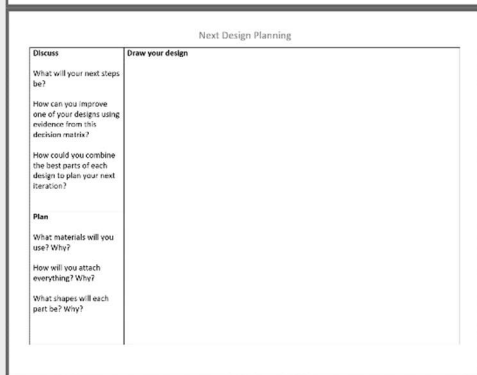 Next Design Planning
Discuss
What will your next steps
be?
How can you improve
one of your designs using
evidence from this
decision matrix?
How could you combine
the best parts of each
design to plan your next
iteration?
Plan
What materials will you
use? Why?
How will you attach
everything? Why?
What shapes will each
part be? Why?
Draw your design